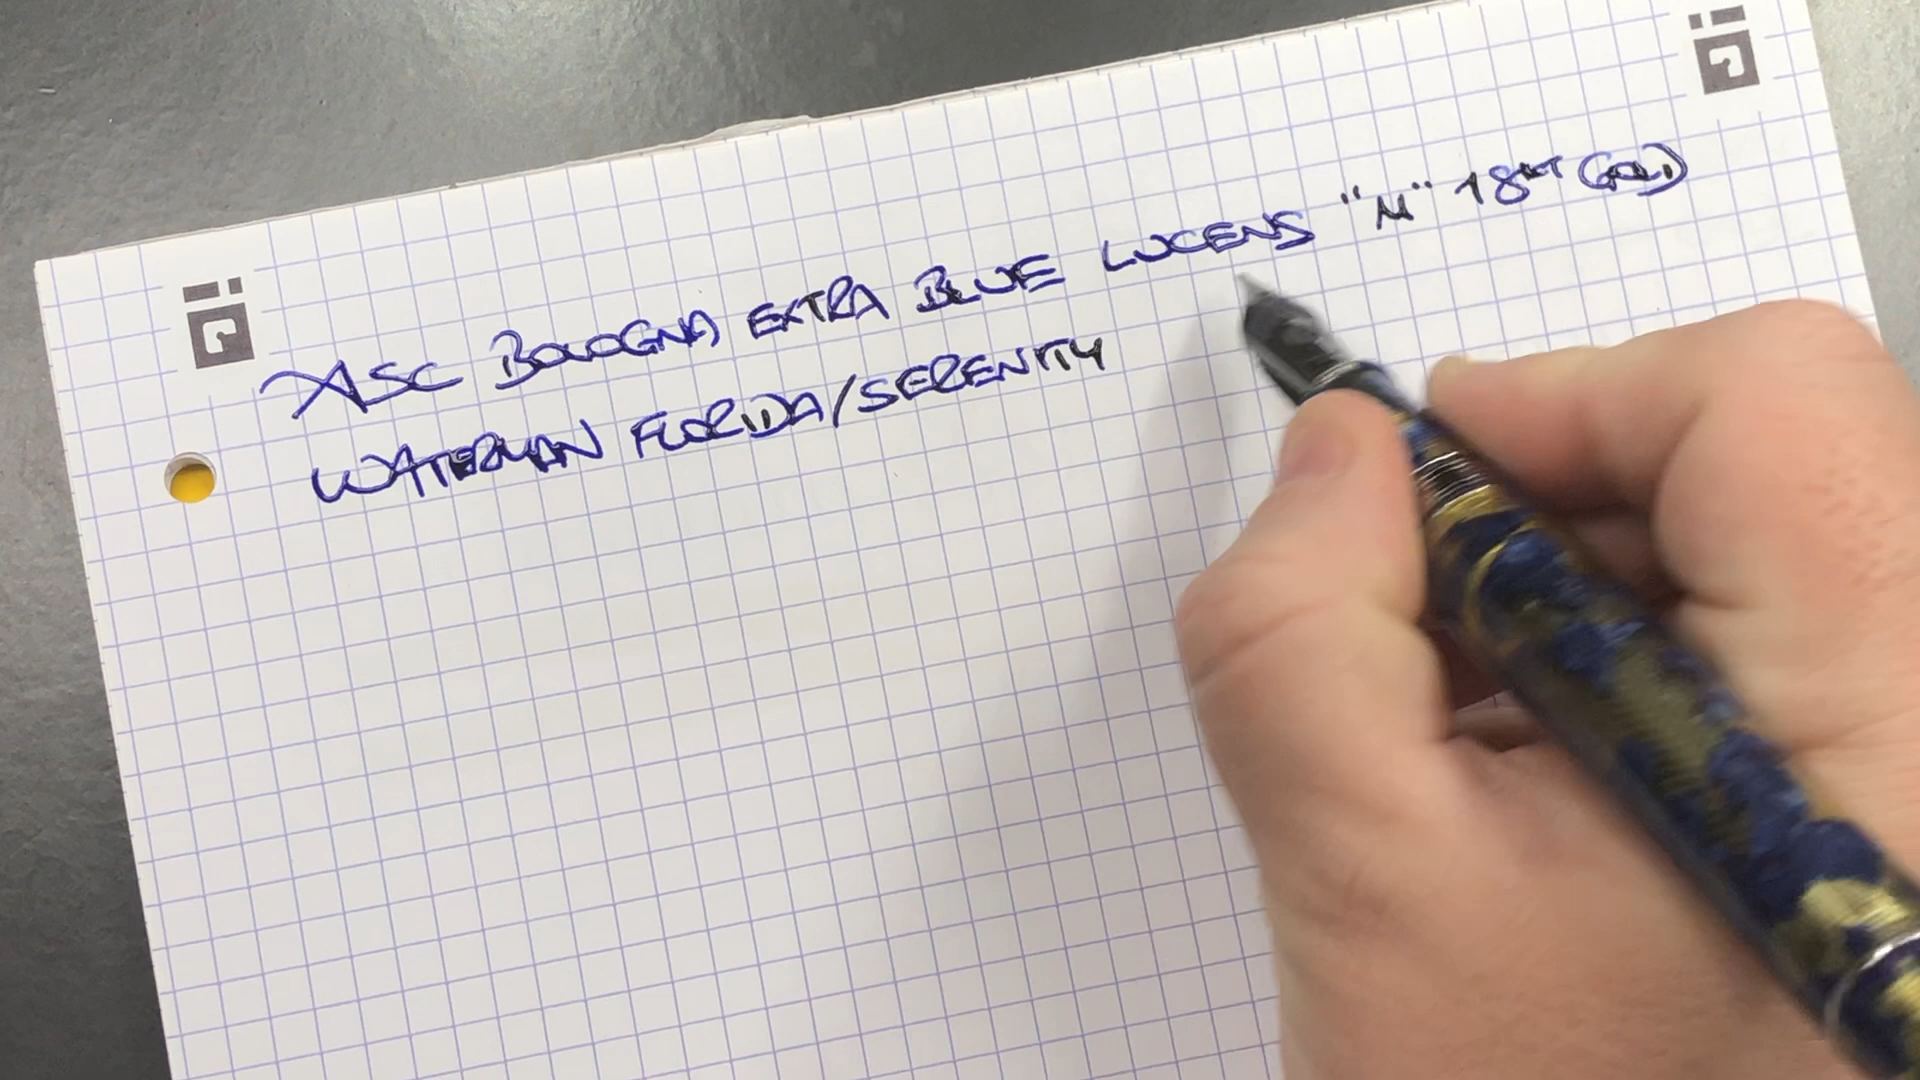 ASC BOLOGNA EXTRA BLUE LUCENS "M" 18KT GOLD
WATERMAN FLORIDA/SERENITY